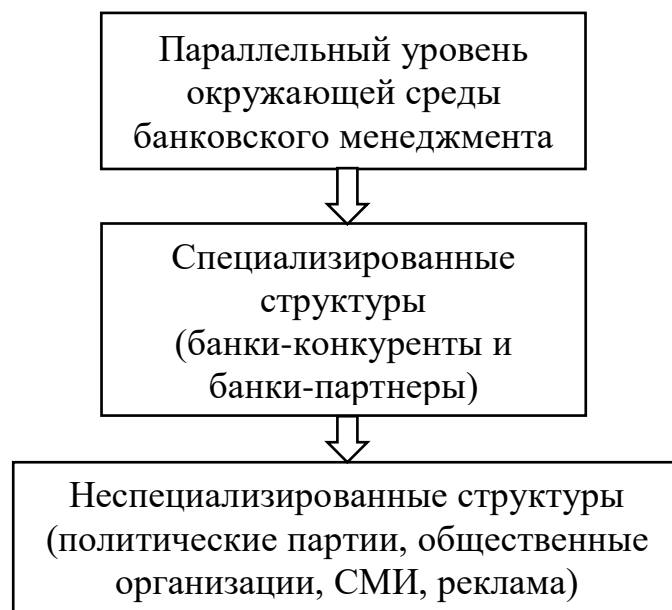 Параллельный уровень
окружающей среды
банковского менеджмента
Специализированные
структуры
(банки-конкуренты и
банки-партнеры)
Неспециализированные структуры
(политические партии, общественные
организации, СМИ, реклама)